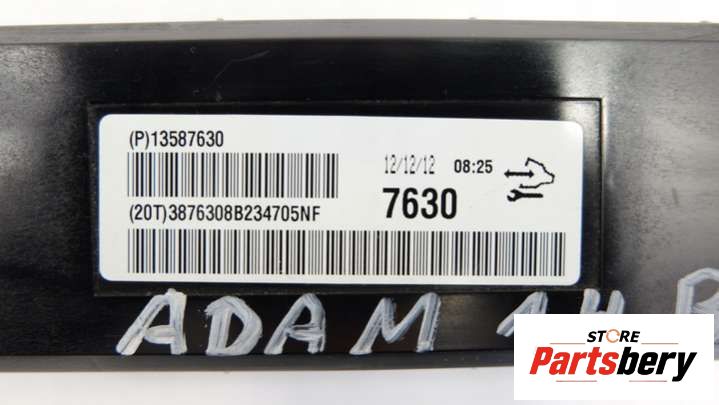 (P)13587630
12/12/12 08:25
7630
(20T)3876308B234705NF
ADAM
STORE
Partsbery